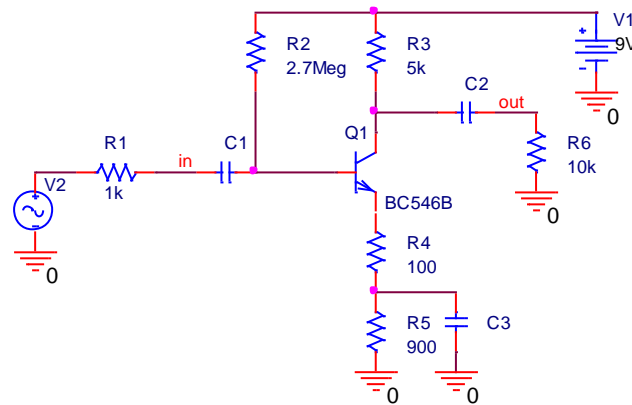 V1
R2
R3
9V
2.7Meg
5k
C2
0
out
Q1
R1
in
C1
R6
10k
V2
1k
BC546B
0
0
R4
100
R5
C3
900
0
0